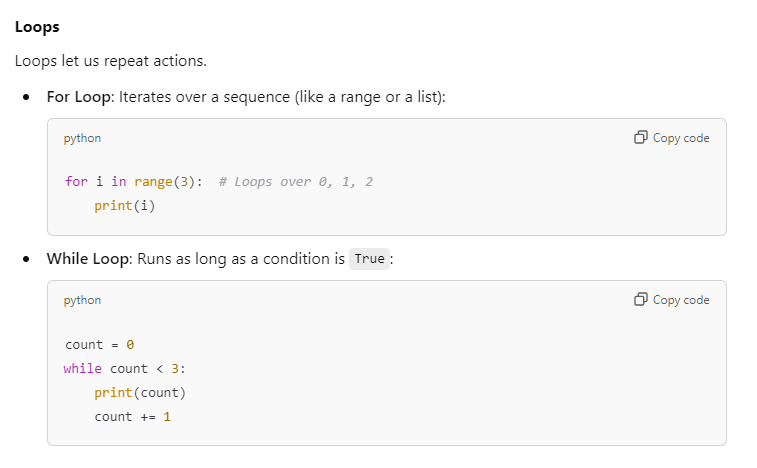 Loops
Loops let us repeat actions.
• For Loop: Iterates over a sequence (like a range or a list):
python Copy code
for i in range(3):  # Loops over 0, 1, 2
    print(i)
• While Loop: Runs as long as a condition is True:
python Copy code
count = 0
while count < 3:
    print(count)
    count += 1